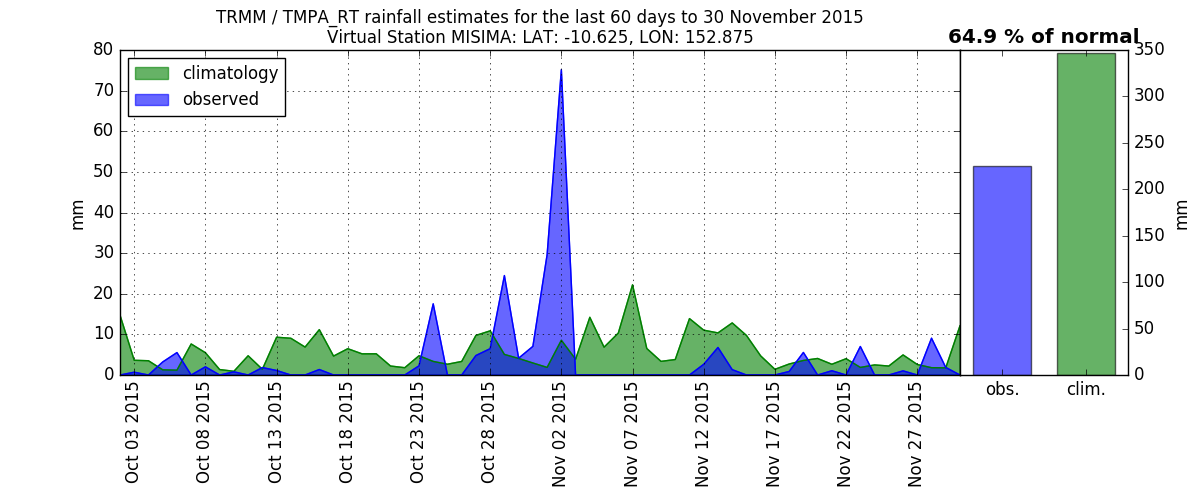 TRMM / TMPA_RT rainfall estimates for the last 60 days to 30 November 2015
Virtual Station MISIMA: LAT: -10.625, LON: 152.875
64.9 % of normal
climatology
observed
80
70
60
50
40
30
20
10
0
mm
Oct 03 2015
Oct 08 2015
Oct 13 2015
Oct 18 2015
Oct 23 2015
Oct 28 2015
Nov 02 2015
Nov 07 2015
Nov 12 2015
Nov 17 2015
Nov 22 2015
Nov 27 2015
obs.
clim.
350
300
250
200
150
100
50
0
mm